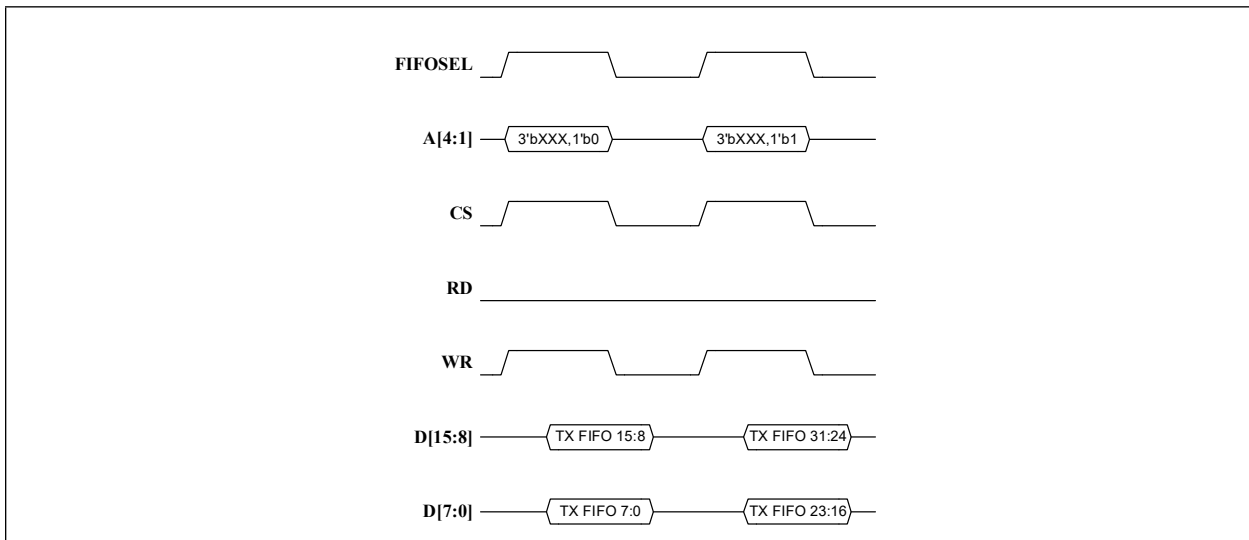 FIFOSEL
A[4:1] 3'bXXX,1'b0 3'bXXX,1'b1
CS
RD
WR
D[15:8] TX FIFO 15:8 TX FIFO 31:24
D[7:0] TX FIFO 7:0 TX FIFO 23:16